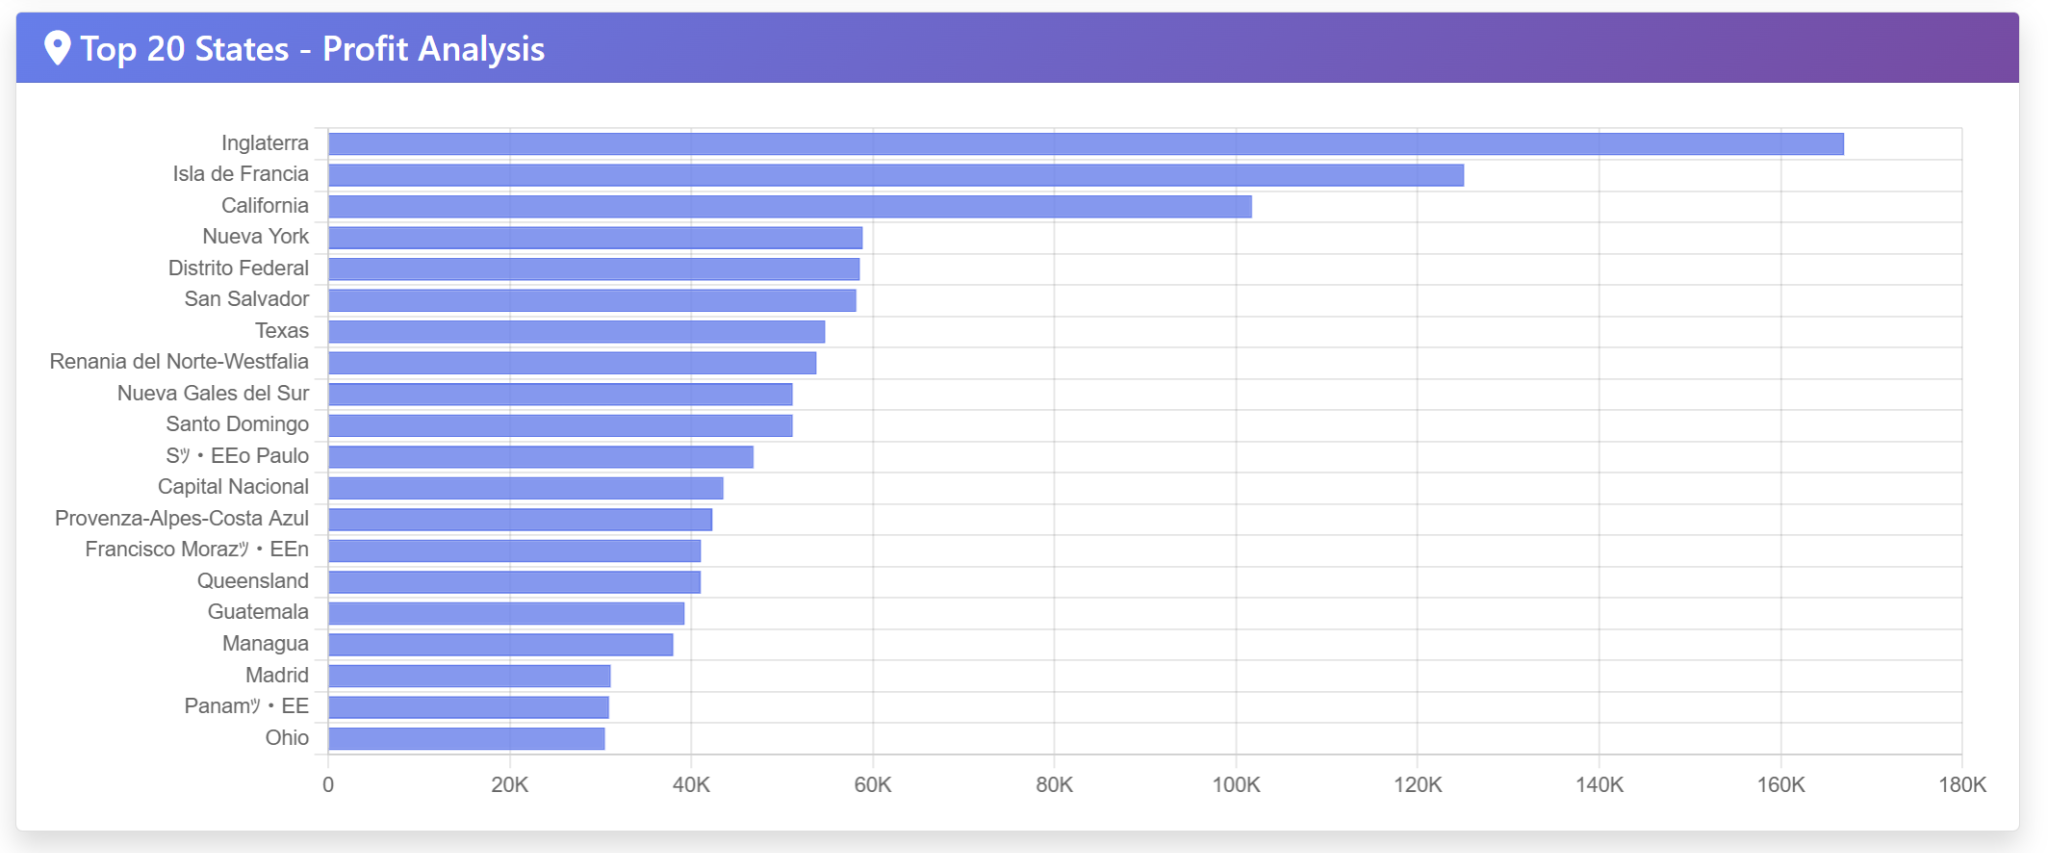 Top 20 States - Profit Analysis
Inglaterra
Isla de Francia
California
Nueva York
Distrito Federal
San Salvador
Texas
Renania del Norte-Westfalia
Nueva Gales del Sur
Santo Domingo
Sﾂ・EEo Paulo
Capital Nacional
Provenza-Alpes-Costa Azul
Francisco Morazﾂ・EEn
Queensland
Guatemala
Managua
Madrid
Panamﾂ・EE
Ohio
0 20K 40K 60K 80K 100K 120K 140K 160K 180K